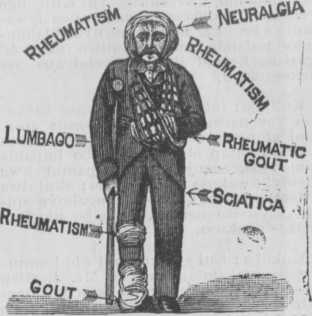 NEURALGIA
RHEUMATISM
RHEUMATISM
LUMBAGO
RHEUMATIC
GOUT
SCIATICA
RHEUMATISM
GOUT